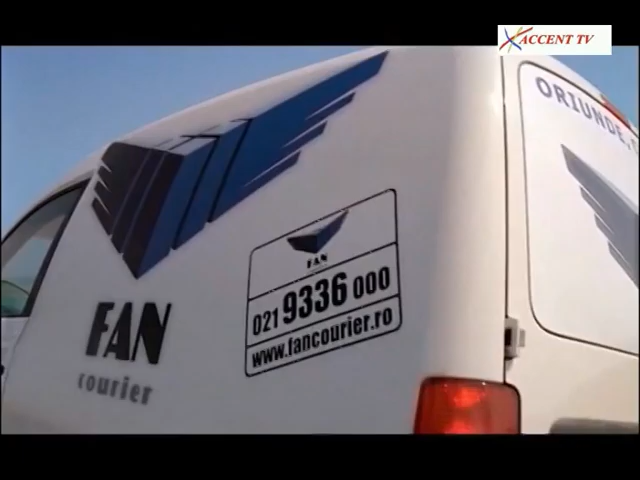 ACCENT TV
ORIUNDE.
FAN
courier
FAN
021 9336 000
www.fancourier.ro